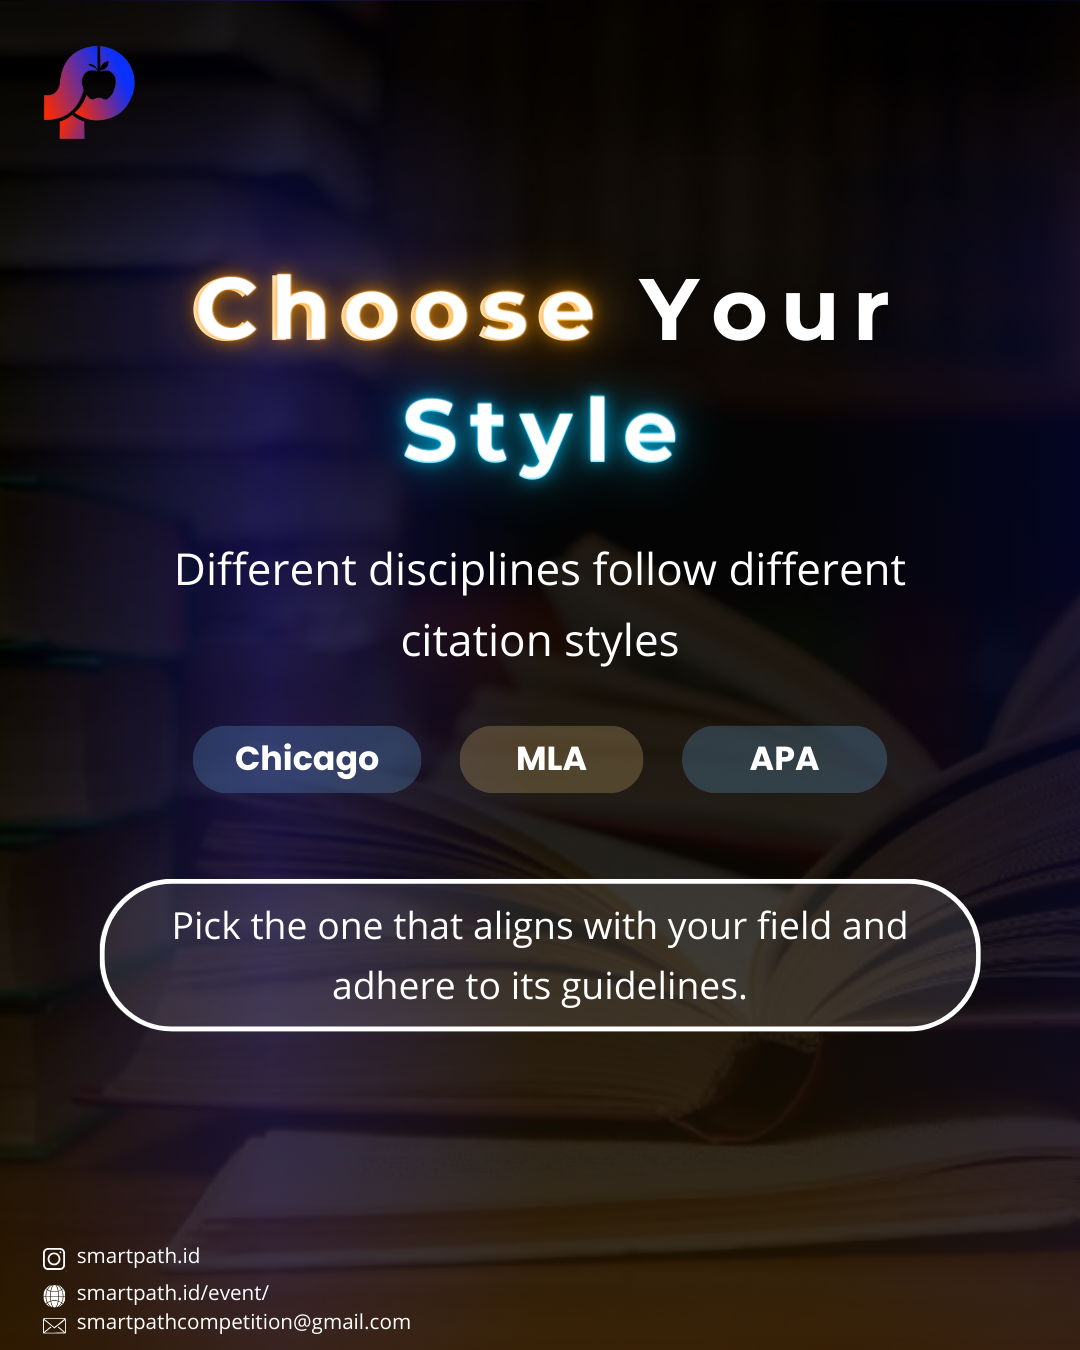 Choose Your
Style
Different disciplines follow different
citation styles
Chicago MLA APA
Pick the one that aligns with your field and
adhere to its guidelines.
smartpath.id
smartpath.id/event/
smartpathcompetition@gmail.com